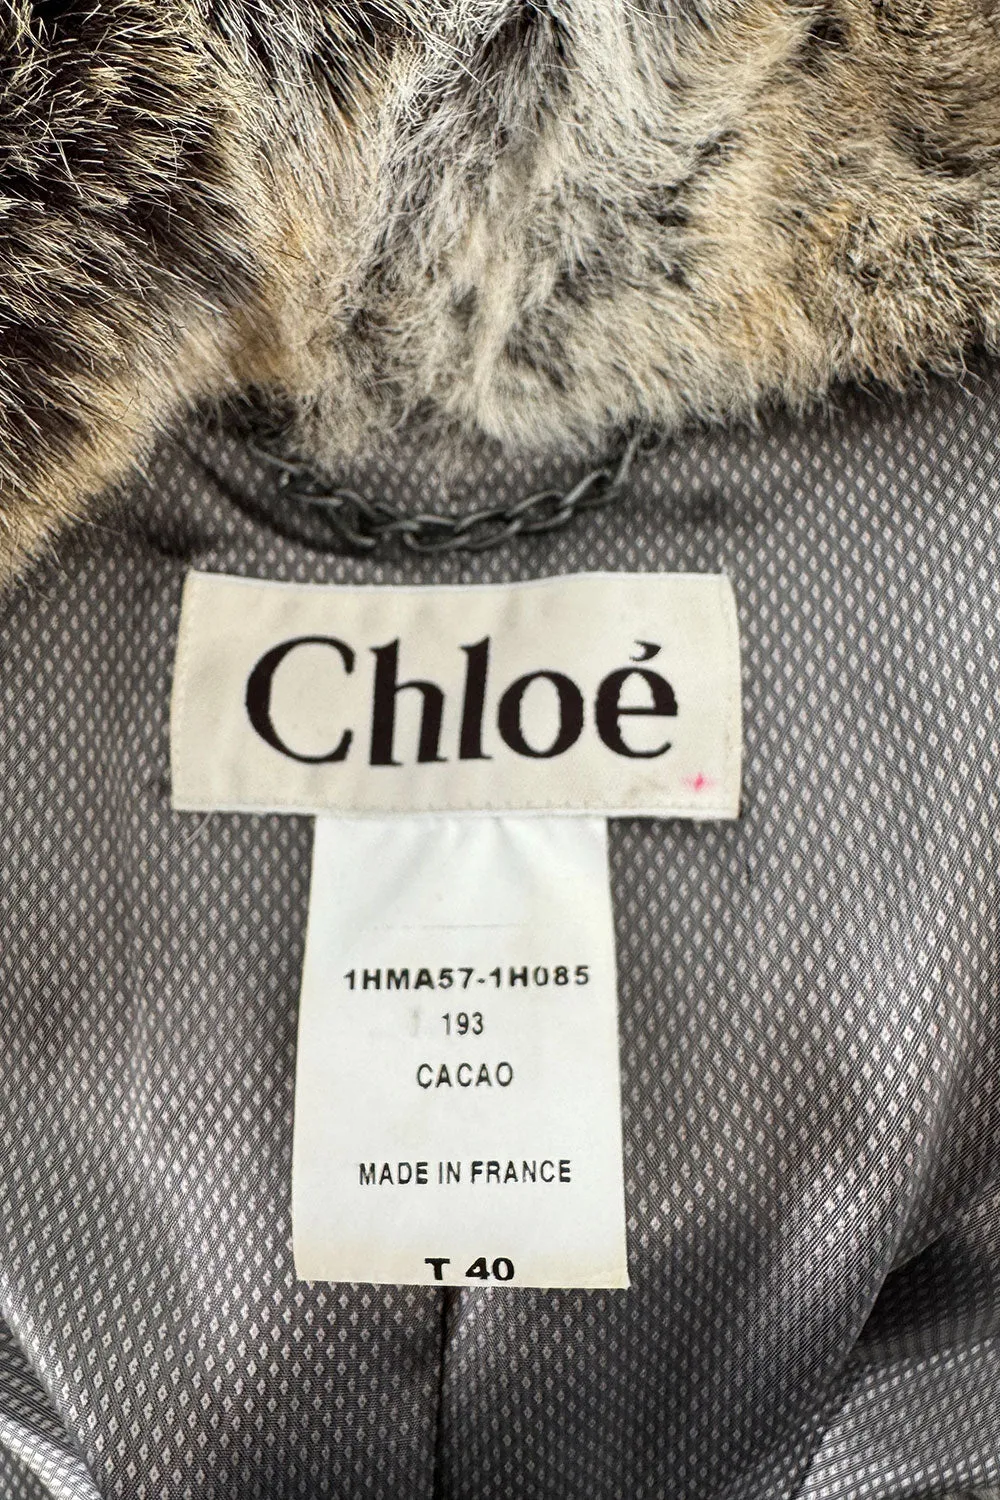 Chloé
1HMA57-1H085
193
CACAO
MADE IN FRANCE
T 40